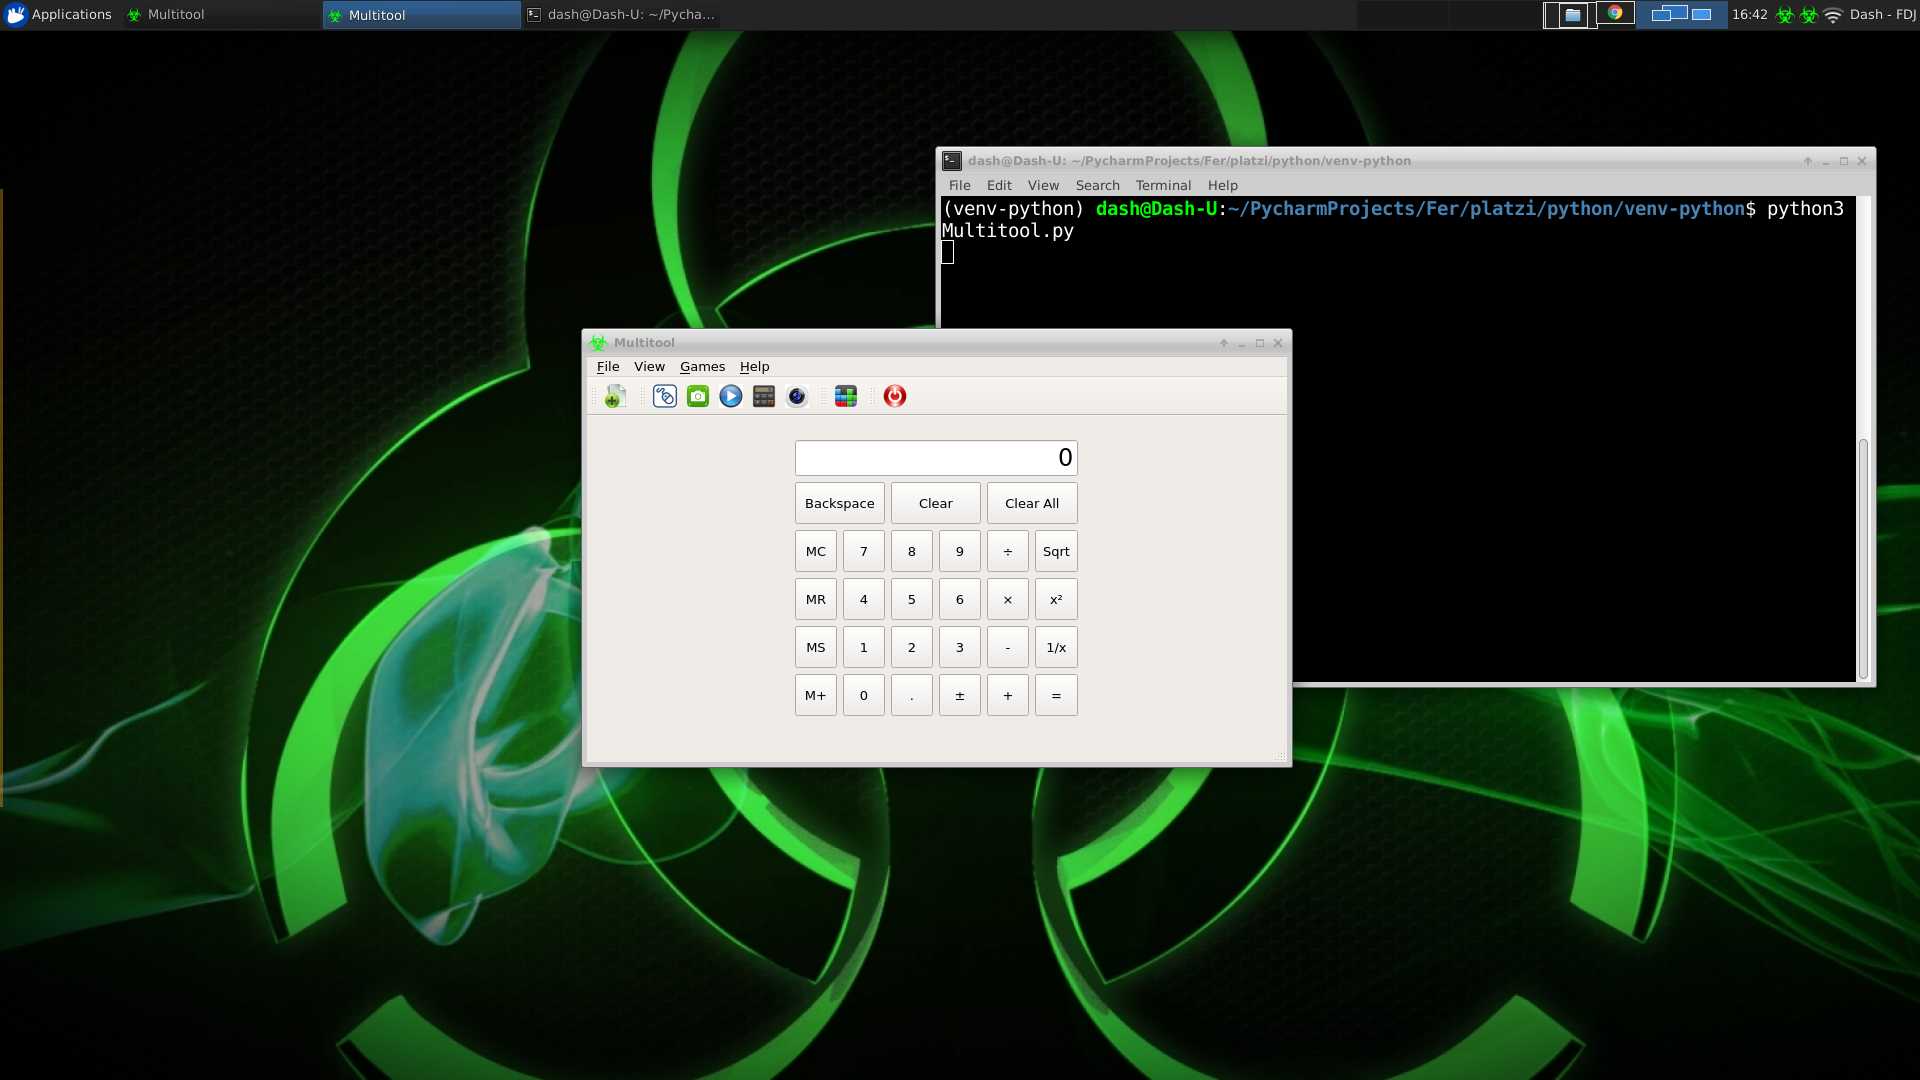 Applications Multitool Multitool dash@Dash-U: ~/Pycha... 16:42 Dash - FDJ
dash@Dash-U: ~/PycharmProjects/Fer/platzi/python/venv-python
File Edit View Search Terminal Help
(venv-python) dash@Dash-U:~/PycharmProjects/Fer/platzi/python/venv-python$ python3
Multitool.py
Multitool
File View Games Help
0
Backspace Clear Clear All
MC 7 8 9 ÷ Sqrt
MR 4 5 6 × x²
MS 1 2 3 - 1/x
M+ 0 . ± + =